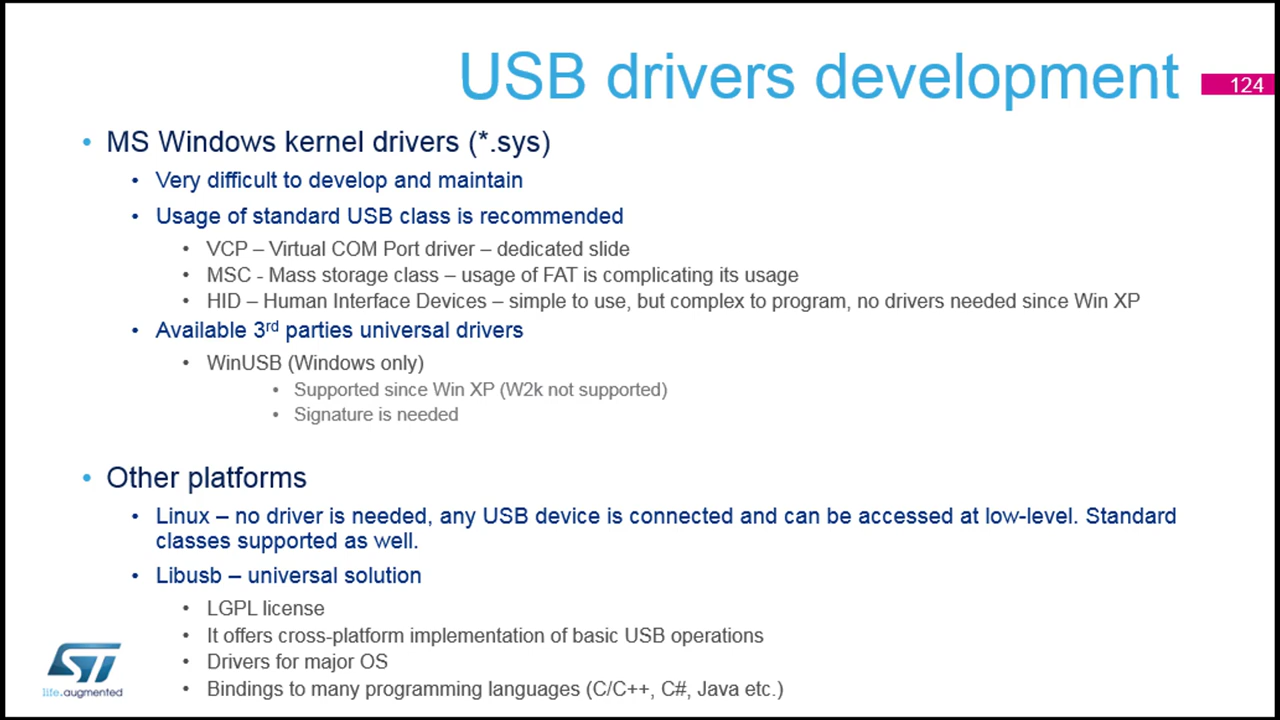 USB drivers development
124
• MS Windows kernel drivers (*.sys)
• Very difficult to develop and maintain
• Usage of standard USB class is recommended
• VCP – Virtual COM Port driver – dedicated slide
• MSC - Mass storage class – usage of FAT is complicating its usage
• HID – Human Interface Devices – simple to use, but complex to program, no drivers needed since Win XP
• Available 3rd parties universal drivers
• WinUSB (Windows only)
• Supported since Win XP (W2k not supported)
• Signature is needed
• Other platforms
• Linux – no driver is needed, any USB device is connected and can be accessed at low-level. Standard
classes supported as well.
• Libusb – universal solution
• LGPL license
• It offers cross-platform implementation of basic USB operations
• Drivers for major OS
• Bindings to many programming languages (C/C++, C#, Java etc.)
ST
life.augmented